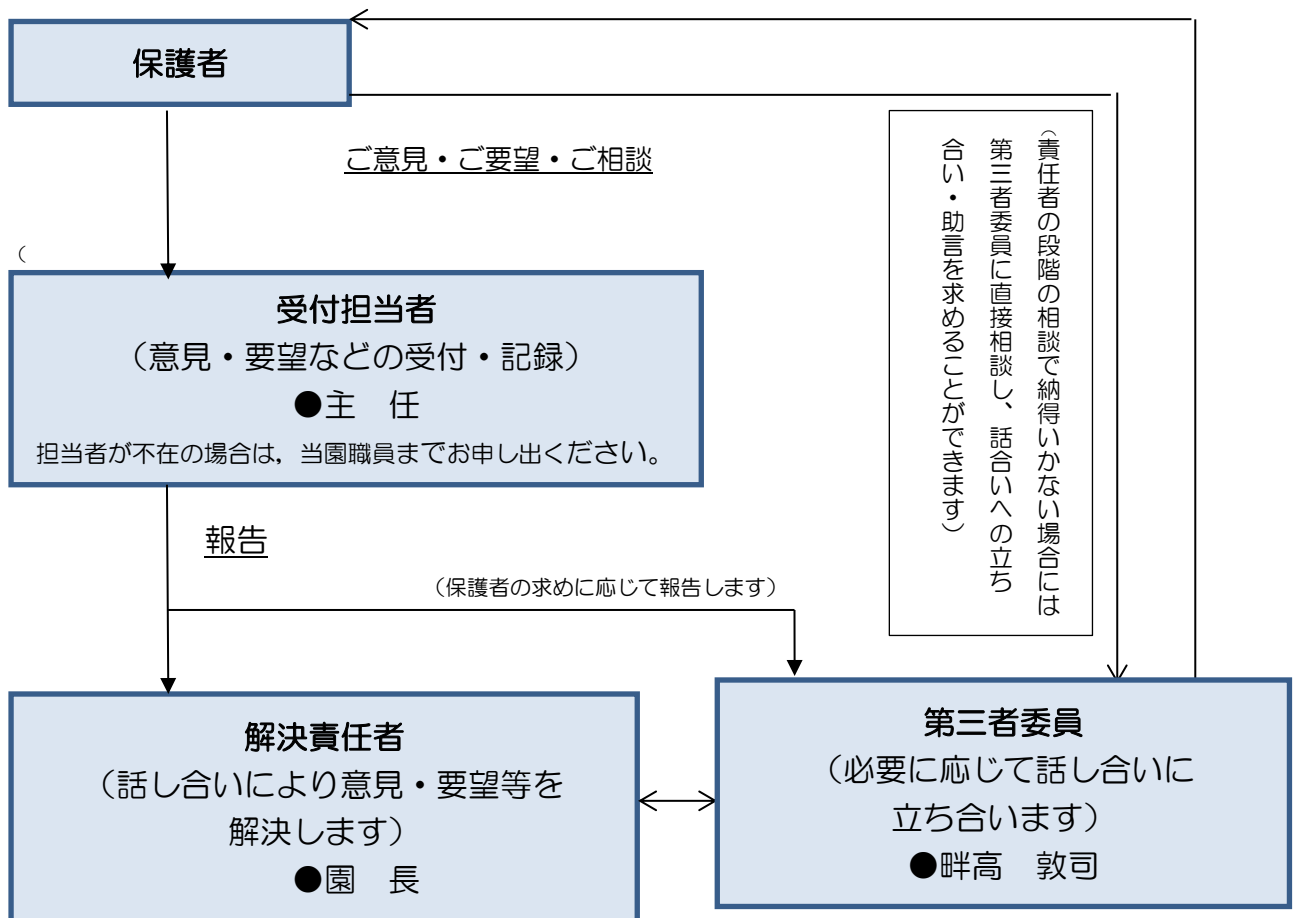 保護者
ご意見・ご要望・ご相談
（責任者の段階の相談で納得いかない場合には
第三者委員に直接相談し、話合いへの立ち
合い・助言を求めることができます）
（
受付担当者
（意見・要望などの受付・記録）
●主　任
担当者が不在の場合は，当園職員までお申し出ください。
報告
（保護者の求めに応じて報告します）
解決責任者
（話し合いにより意見・要望等を
解決します）
●園　長
第三者委員
（必要に応じて話し合いに
立ち合います）
●畔高　敦司